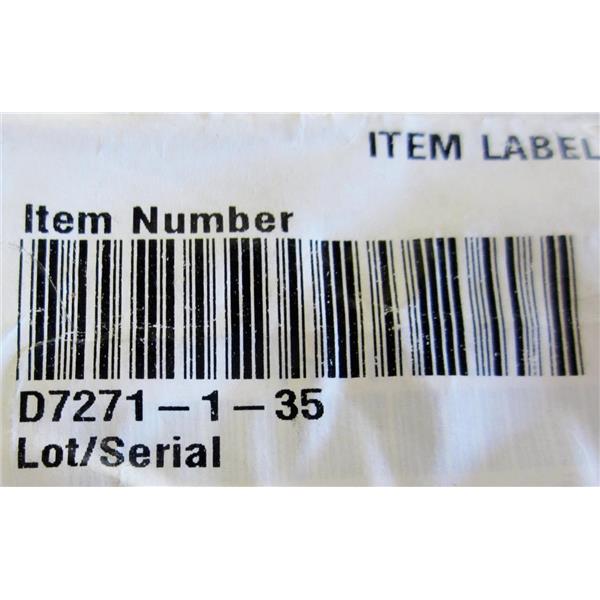 ITEM LABEL
Item Number
D7271-1-35
Lot/Serial